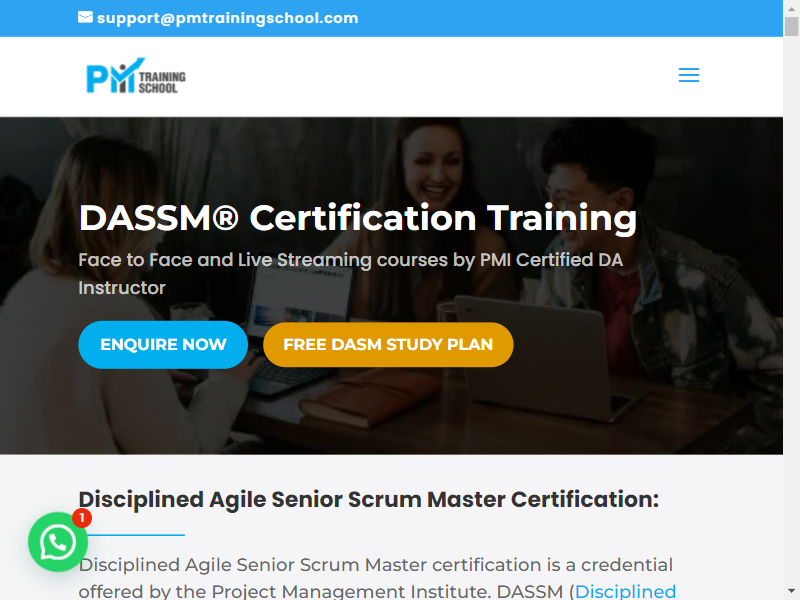 support@pmtrainingschool.com
PM TRAINING
SCHOOL
DASSM® Certification Training
Face to Face and Live Streaming courses by PMI Certified DA
Instructor
ENQUIRE NOW
FREE DASM STUDY PLAN
Disciplined Agile Senior Scrum Master Certification:
1
Disciplined Agile Senior Scrum Master certification is a credential
offered by the Project Management Institute. DASSM (Disciplined